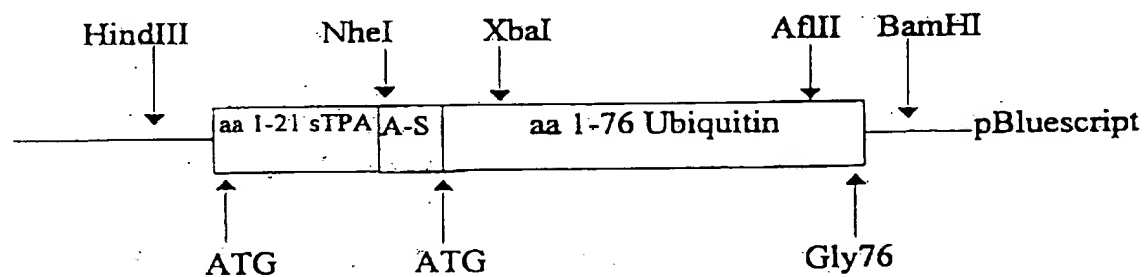 HindIII NheI XbaI AflII BamHI
aa 1-21 sTPA A-S aa 1-76 Ubiquitin pBluescript
ATG ATG Gly76